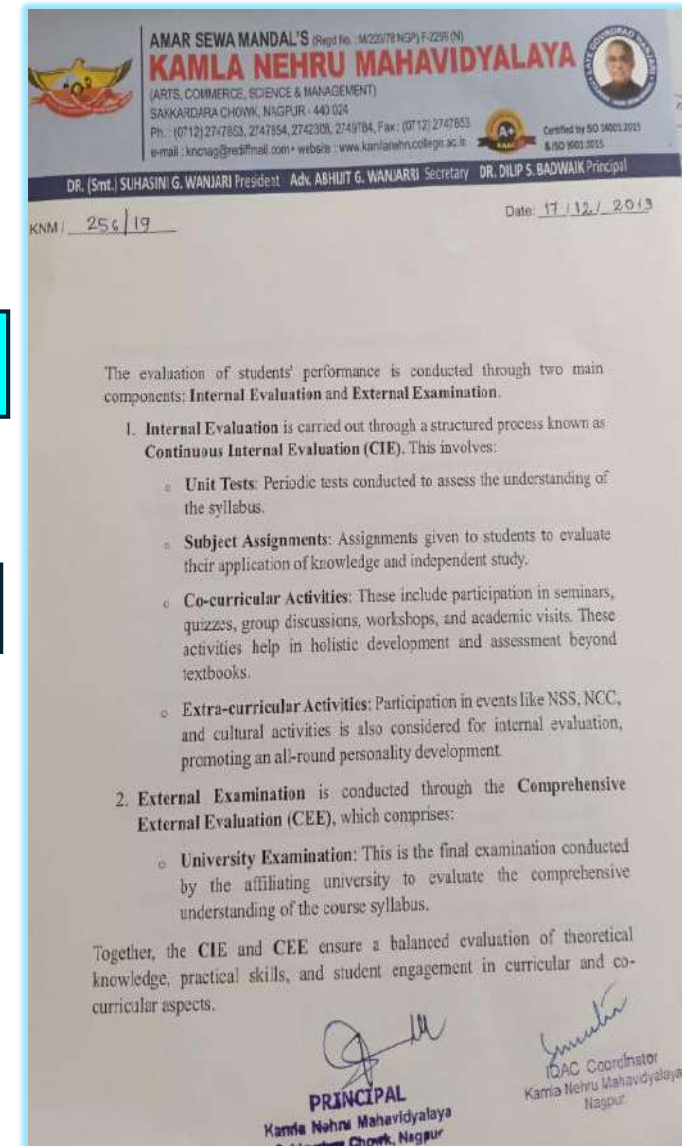 AMAR SEWA MANDAL'S (Regd No. : M/220/78 NGP) F-2296 (N)
KAMLA NEHRU MAHAVIDYALAYA
(ARTS, COMMERCE, SCIENCE & MANAGEMENT)
SAKKARDARA CHOWK, NAGPUR - 440 024
Ph. : (0712) 2747853, 2747854, 2742308, 2749784, Fax : (0712) 2747853
e-mail : kncnag@rediffmail.com • website : www.kamlanehrucollege.ac.in
A+
NAAC
Certified by ISO 14001:2015
& ISO 9001:2015
DR. (Smt.) SUHASINI G. WANJARI President Adv. ABHIJIT G. WANJARRI Secretary DR. DILIP S. BADWAIK Principal
KNM / 256/19
Date: 17/12/2019
The evaluation of students' performance is conducted through two main
components: Internal Evaluation and External Examination.
1. Internal Evaluation is carried out through a structured process known as
Continuous Internal Evaluation (CIE). This involves:
Unit Tests: Periodic tests conducted to assess the understanding of
the syllabus.
Subject Assignments: Assignments given to students to evaluate
their application of knowledge and independent study.
Co-curricular Activities: These include participation in seminars,
quizzes, group discussions, workshops, and academic visits. These
activities help in holistic development and assessment beyond
textbooks.
Extra-curricular Activities: Participation in events like NSS, NCC,
and cultural activities is also considered for internal evaluation,
promoting an all-round personality development.
2. External Examination is conducted through the Comprehensive
External Evaluation (CEE), which comprises:
University Examination: This is the final examination conducted
by the affiliating university to evaluate the comprehensive
understanding of the course syllabus.
Together, the CIE and CEE ensure a balanced evaluation of theoretical
knowledge, practical skills, and student engagement in curricular and co-
curricular aspects.
PRINCIPAL
Kamla Nehru Mahavidyalaya
Chowk, Nagpur
IQAC Coordinator
Kamla Nehru Mahavidyalaya
Nagpur.